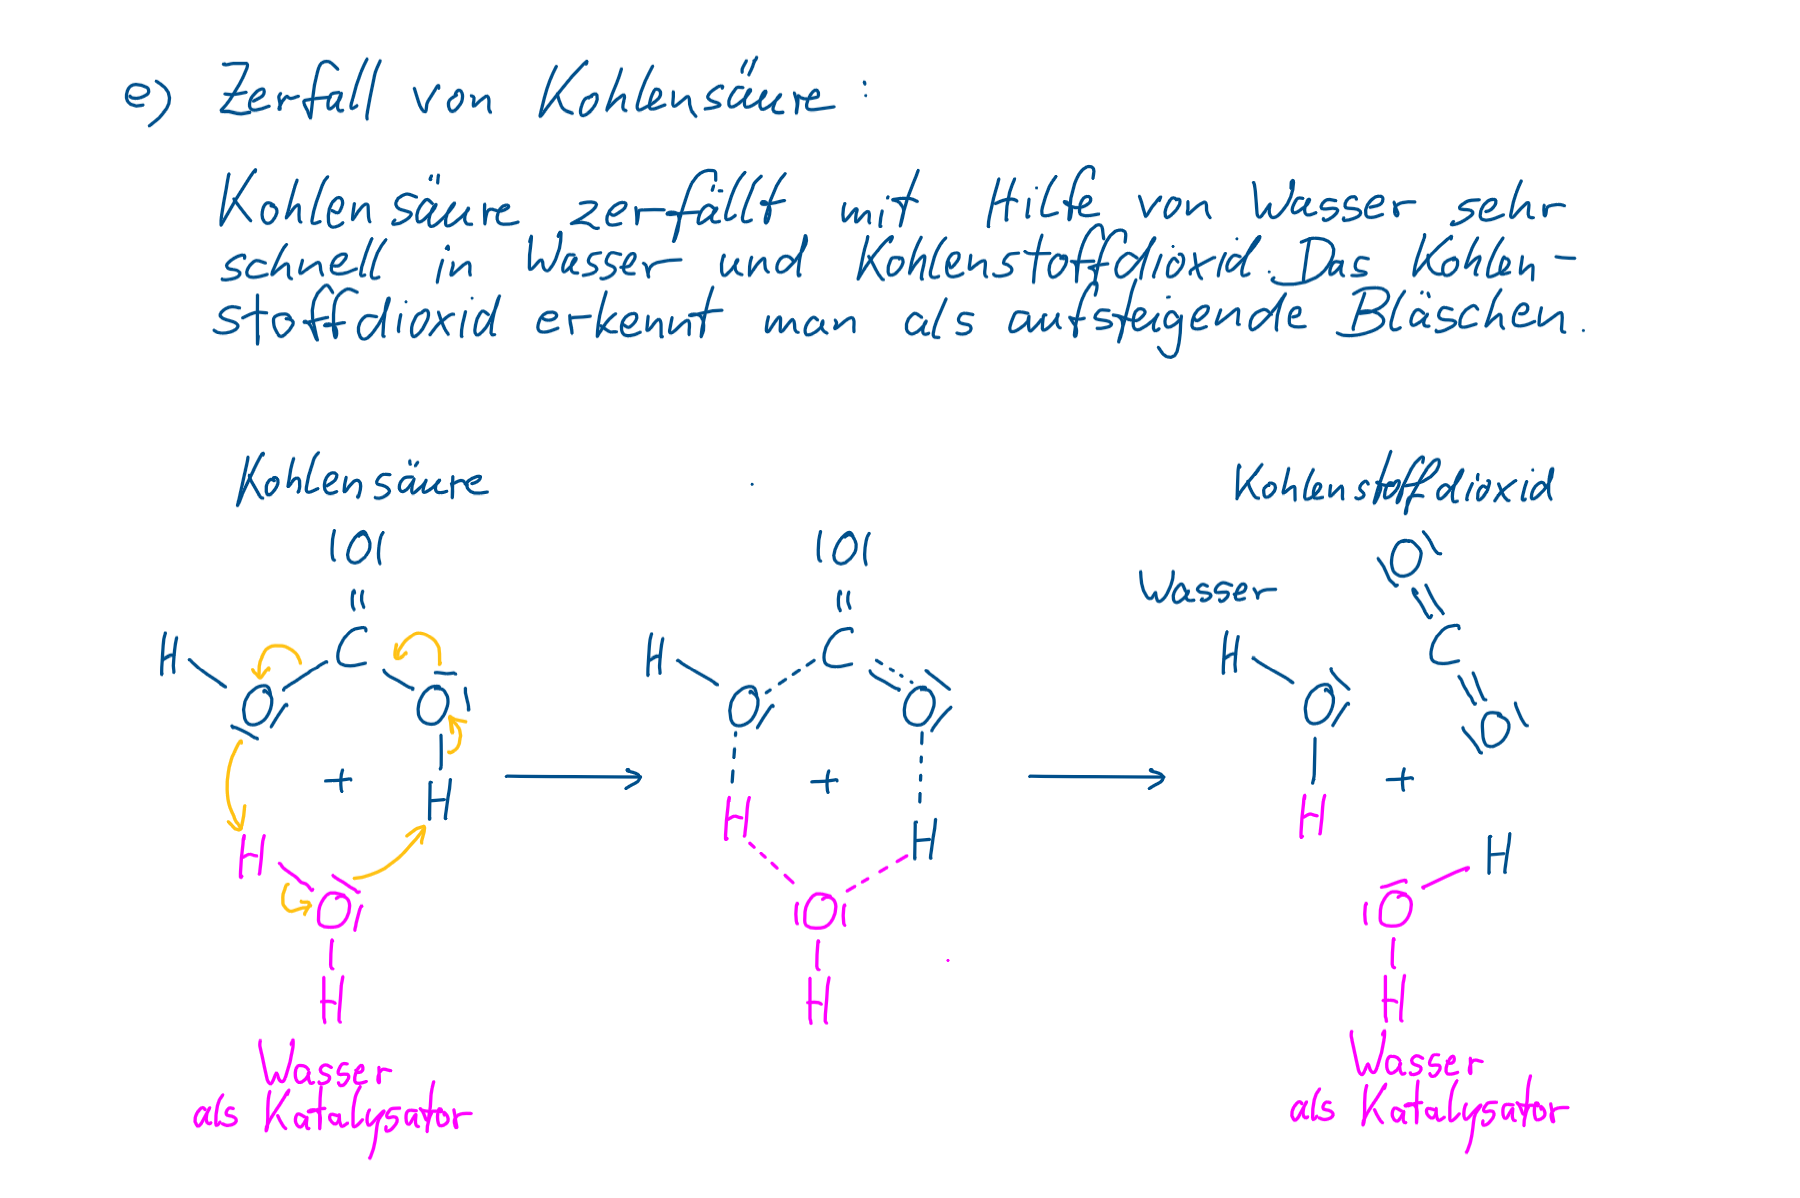 e) Zerfall von Kohlensäure:
Kohlensäure zerfällt mit Hilfe von Wasser sehr
schnell in Wasser und Kohlenstoffdioxid. Das Kohlen-
stoffdioxid erkennt man als aufsteigende Bläschen.
Kohlensäure
Kohlenstoffdioxid
Wasser
|O| |O| O
H C H C H C
O O O O O O
+ + +
H H H
H H H
O O O
H H H
Wasser Wasser
als Katalysator als Katalysator